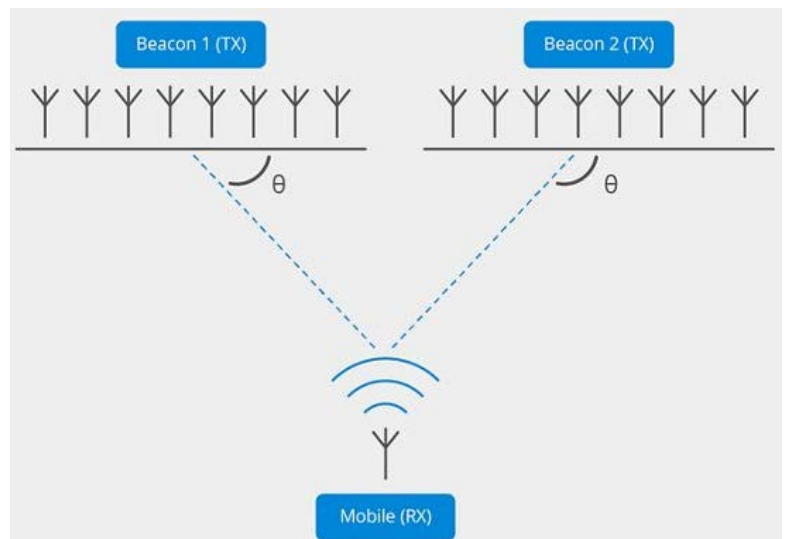 Beacon 1 (TX)
Beacon 2 (TX)
θ
θ
Mobile (RX)